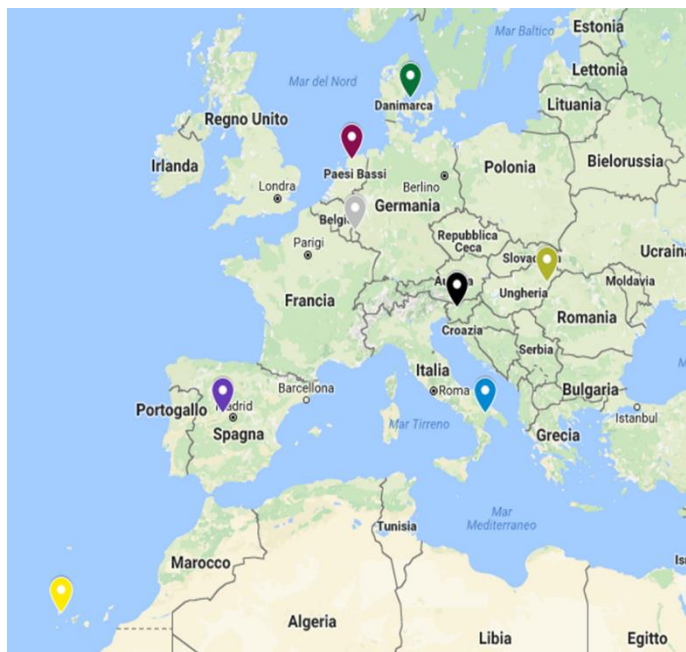 Mar Baltico
Estonia
Mar del Nord
Lettonia
Danimarca
Lituania
Regno Unito
Irlanda
Paesi Bassi
Polonia
Bielorussia
Londra
Berlino
Germania
Parigi
Repubblica
Ceca
Ucraina
Slovac
Moldavia
Ungheria
Francia
Romania
Croazia
Serbia
Italia
Barcellona
Roma
Bulgaria
Portogallo
Spagna
Istanbul
Mar Tirreno
Grecia
Mar
Mediterraneo
Tunisia
Marocco
Algeria
Libia
Egitto